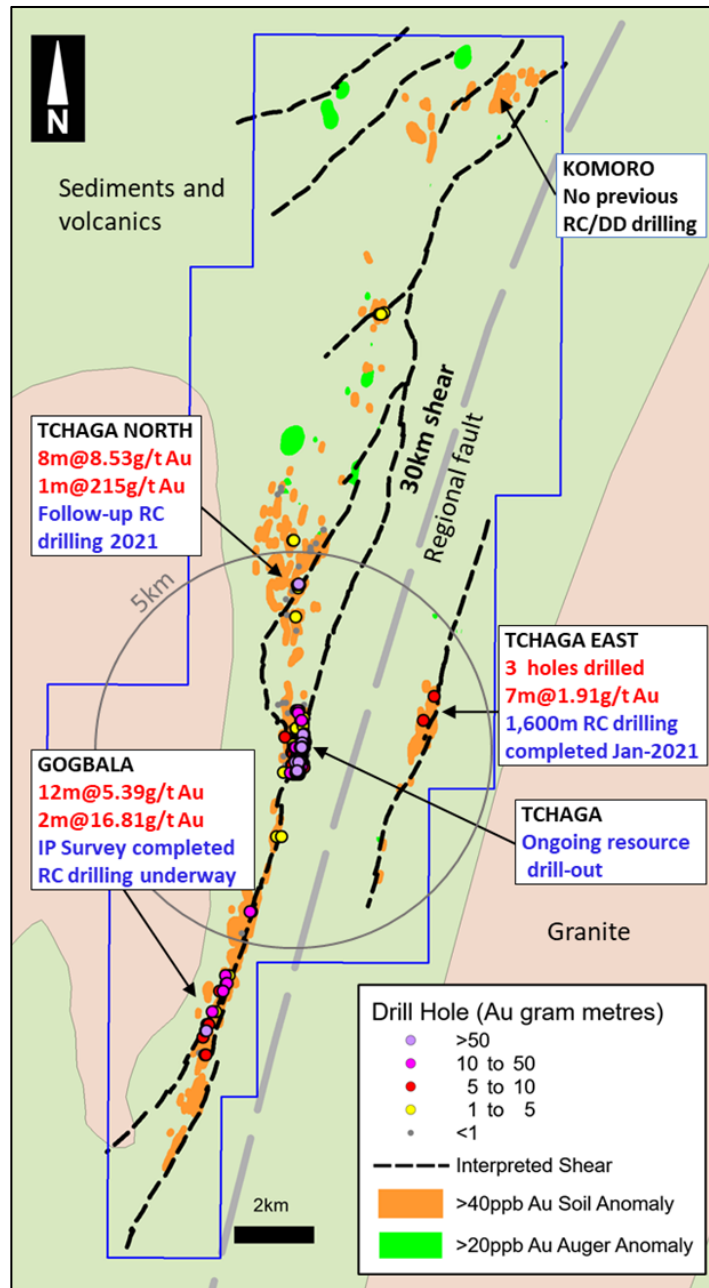 N
Sediments and
volcanics
KOMORO
No previous
RC/DD drilling
TCHAGA NORTH
8m@8.53g/t Au
1m@215g/t Au
Follow-up RC
drilling 2021
30km shear
Regional fault
5km
TCHAGA EAST
3 holes drilled
7m@1.91g/t Au
1,600m RC drilling
completed Jan-2021
GOGBALA
12m@5.39g/t Au
2m@16.81g/t Au
IP Survey completed
RC drilling underway
TCHAGA
Ongoing resource
drill-out
Granite
2km
Drill Hole (Au gram metres)
>50
10 to 50
5 to 10
1 to 5
<1
Interpreted Shear
>40ppb Au Soil Anomaly
>20ppb Au Auger Anomaly